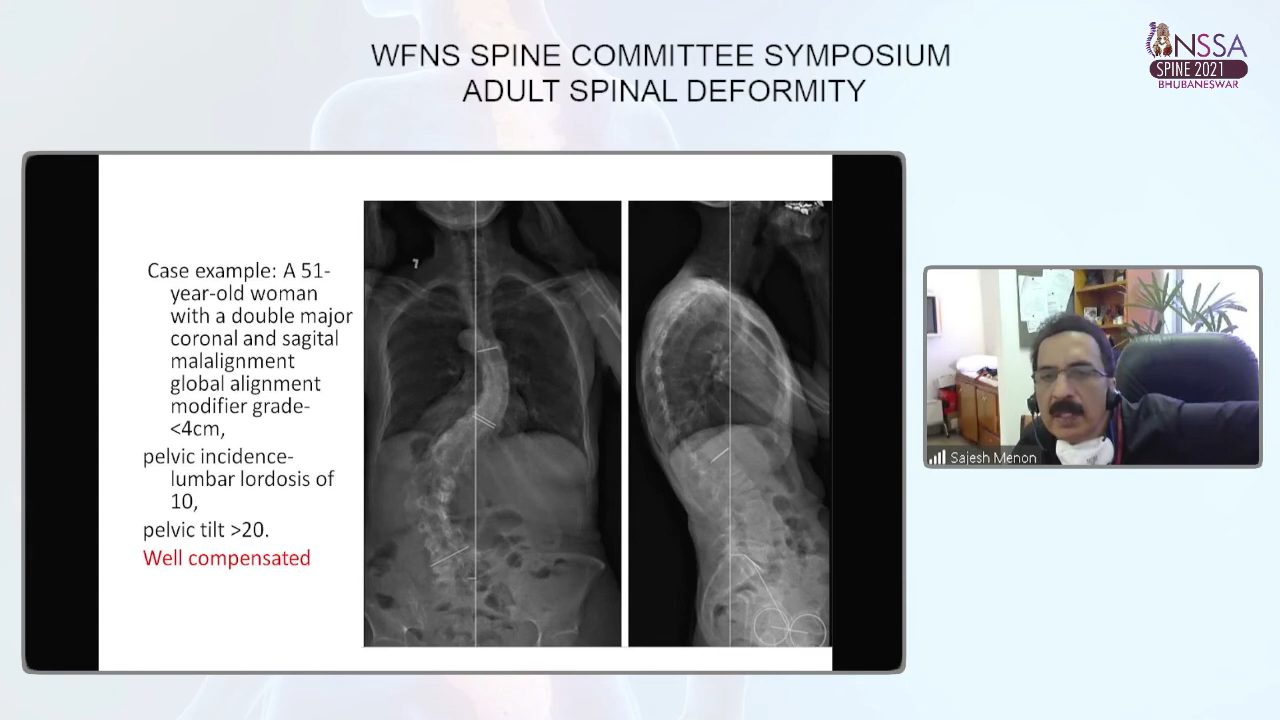 WFNS SPINE COMMITTEE SYMPOSIUM
ADULT SPINAL DEFORMITY
NSSA
SPINE 2021
BHUBANESWAR
Case example: A 51-
year-old woman
with a double major
coronal and sagital
malalignment
global alignment
modifier grade-
<4cm,
pelvic incidence-
lumbar lordosis of
10,
pelvic tilt >20.
Well compensated
Sajesh Menon